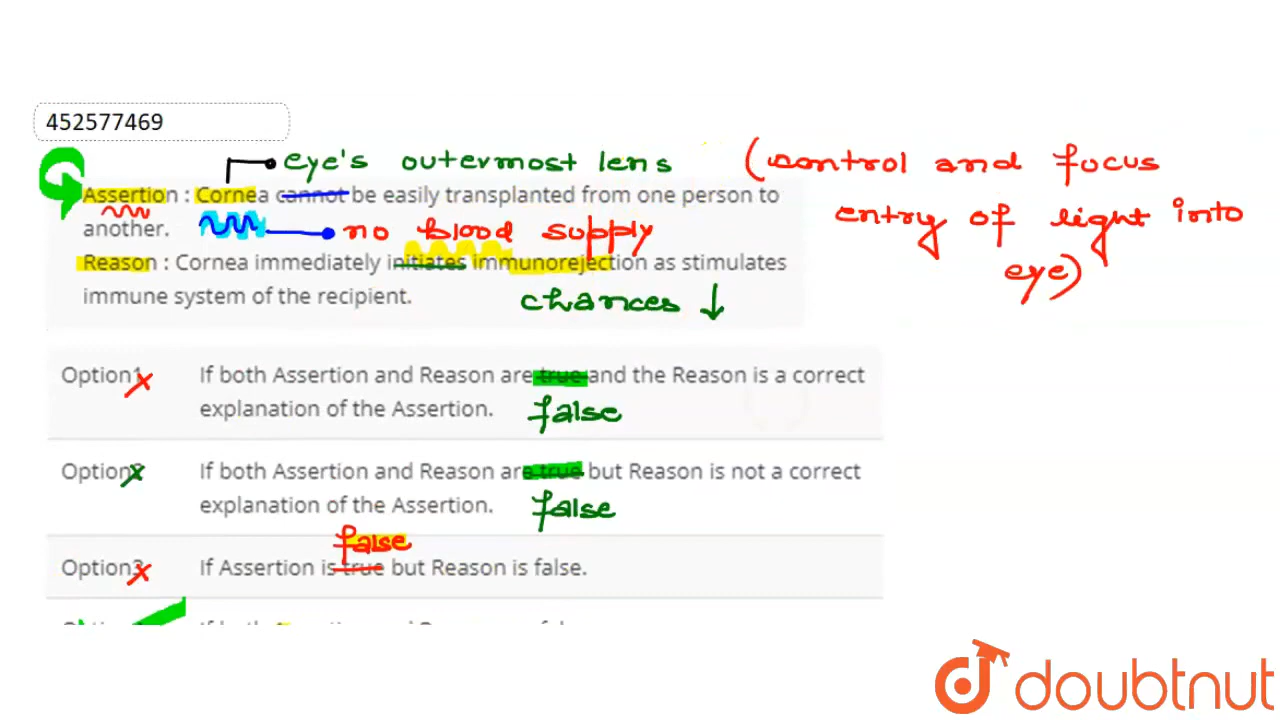 452577469
eye's outermost lens (control and focus
Assertion : Cornea cannot be easily transplanted from one person to
entry of light into
another.
no blood supply
Reason : Cornea immediately initiates immunorejection as stimulates
eye)
immune system of the recipient.
chances ↓
Option1 If both Assertion and Reason are true and the Reason is a correct
explanation of the Assertion.
false
Option2 If both Assertion and Reason are true but Reason is not a correct
explanation of the Assertion.
false
false
Option3 If Assertion is true but Reason is false.
doubtnut